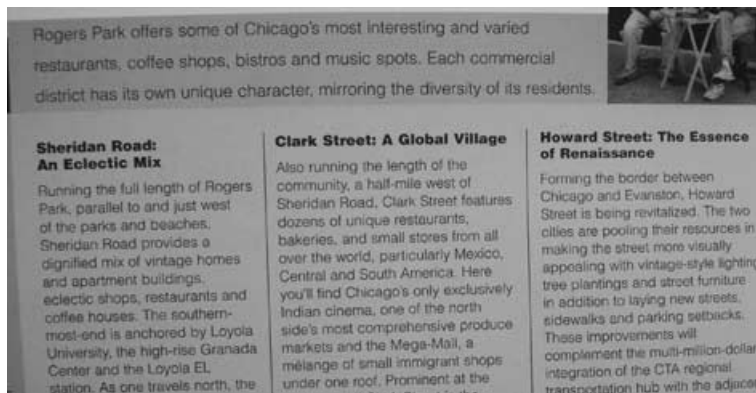 Rogers Park offers some of Chicago's most interesting and varied
restaurants, coffee shops, bistros and music spots. Each commercial
district has its own unique character, mirroring the diversity of its residents.
Sheridan Road:
An Eclectic Mix
Running the full length of Rogers
Park, parallel to and just west
of the parks and beaches,
Sheridan Road provides a
dignified mix of vintage homes
and apartment buildings,
eclectic shops, restaurants and
coffee houses. The southern-
most-end is anchored by Loyola
University, the high-rise Granada
Center and the Loyola EL
station. As one travels north, the
Clark Street: A Global Village
Also running the length of the
community, a half-mile west of
Sheridan Road, Clark Street features
dozens of unique restaurants,
bakeries, and small stores from all
over the world, particularly Mexico,
Central and South America. Here
you'll find Chicago's only exclusively
Indian cinema, one of the north
side's most comprehensive produce
markets and the Mega-Mall, a
mélange of small immigrant shops
under one roof. Prominent at the
Howard Street: The Essence
of Renaissance
Forming the border between
Chicago and Evanston, Howard
Street is being revitalized. The two
cities are pooling their resources in
making the street more visually
appealing with vintage-style lighting
tree plantings and street furniture
in addition to laying new streets,
sidewalks and parking setbacks.
These improvements will
complement the multi-million-dollar
integration of the CTA regional
transportation hub with the adjacen